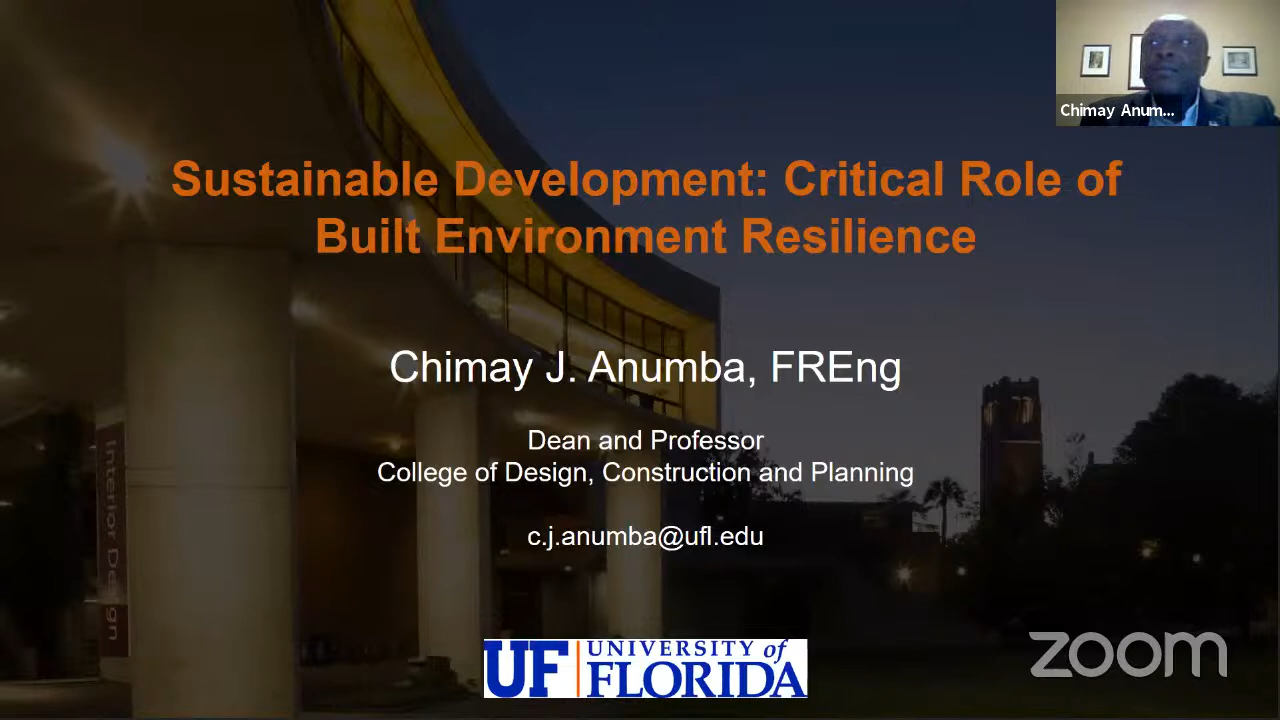 Chimay Anum...
Sustainable Development: Critical Role of
Built Environment Resilience
Chimay J. Anumba, FREng
Dean and Professor
College of Design, Construction and Planning
c.j.anumba@ufl.edu
Interior Design
UF UNIVERSITY of
FLORIDA
zoom